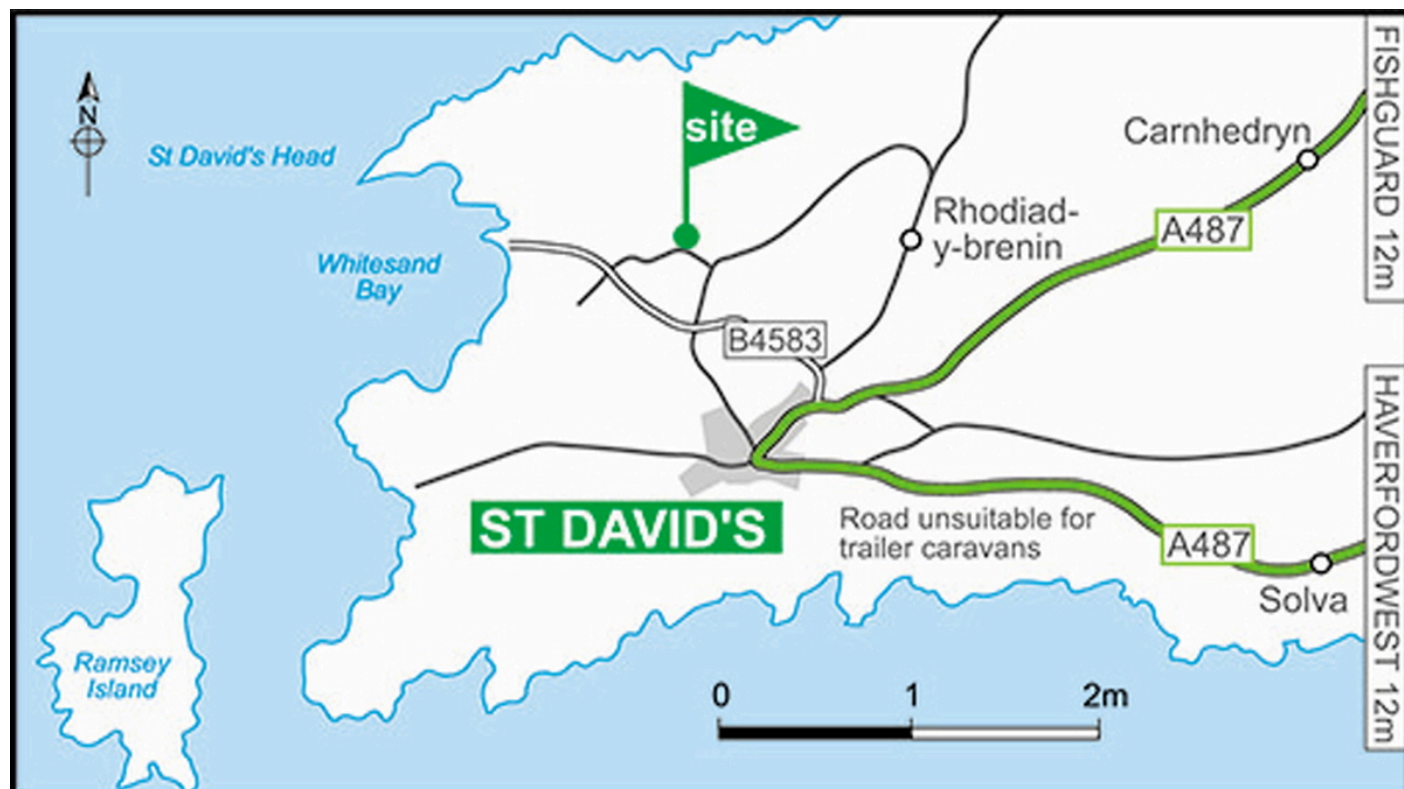 N
St David's Head
site
Carnhedryn
FISHGUARD 12m
Rhodiad-
y-brenin
A487
Whitesand
Bay
B4583
HAVERFORDWEST 12m
ST DAVID'S
Road unsuitable for
trailer caravans
A487
Solva
Ramsey
Island
0 1 2m